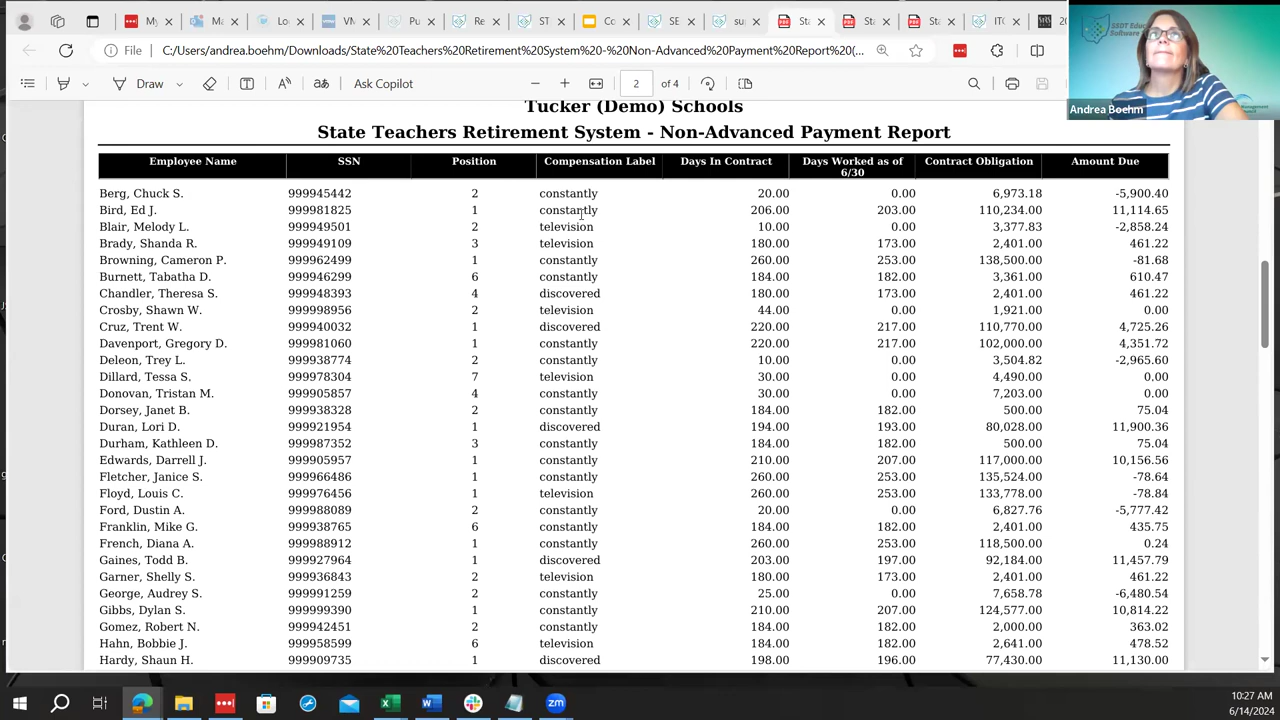 My
Ma
Lo
VM
Pu
Re
ST
Co
SE
su
Sta
Sta
Sta
ITC
20
File C:/Users/andrea.boehm/Downloads/State%20Teachers%20Retirement%20System%20-%20Non-Advanced%20Payment%20Report%20(...
Draw Ask Copilot 2 of 4
Andrea Boehm
Tucker (Demo) Schools
State Teachers Retirement System - Non-Advanced Payment Report
Employee Name SSN Position Compensation Label Days In Contract Days Worked as of 6/30 Contract Obligation Amount Due
Berg, Chuck S. 999945442 2 constantly 20.00 0.00 6,973.18 -5,900.40
Bird, Ed J. 999981825 1 constantly 206.00 203.00 110,234.00 11,114.65
Blair, Melody L. 999949501 2 television 10.00 0.00 3,377.83 -2,858.24
Brady, Shanda R. 999949109 3 television 180.00 173.00 2,401.00 461.22
Browning, Cameron P. 999962499 1 constantly 260.00 253.00 138,500.00 -81.68
Burnett, Tabatha D. 999946299 6 constantly 184.00 182.00 3,361.00 610.47
Chandler, Theresa S. 999948393 4 discovered 180.00 173.00 2,401.00 461.22
Crosby, Shawn W. 999998956 2 television 44.00 0.00 1,921.00 0.00
Cruz, Trent W. 999940032 1 discovered 220.00 217.00 110,770.00 4,725.26
Davenport, Gregory D. 999981060 1 constantly 220.00 217.00 102,000.00 4,351.72
Deleon, Trey L. 999938774 2 constantly 10.00 0.00 3,504.82 -2,965.60
Dillard, Tessa S. 999978304 7 television 30.00 0.00 4,490.00 0.00
Donovan, Tristan M. 999905857 4 constantly 30.00 0.00 7,203.00 0.00
Dorsey, Janet B. 999938328 2 constantly 184.00 182.00 500.00 75.04
Duran, Lori D. 999921954 1 discovered 194.00 193.00 80,028.00 11,900.36
Durham, Kathleen D. 999987352 3 constantly 184.00 182.00 500.00 75.04
Edwards, Darrell J. 999905957 1 constantly 210.00 207.00 117,000.00 10,156.56
Fletcher, Janice S. 999966486 1 constantly 260.00 253.00 135,524.00 -78.64
Floyd, Louis C. 999976456 1 television 260.00 253.00 133,778.00 -78.84
Ford, Dustin A. 999988089 2 constantly 20.00 0.00 6,827.76 -5,777.42
Franklin, Mike G. 999938765 6 constantly 184.00 182.00 2,401.00 435.75
French, Diana A. 999988912 1 constantly 260.00 253.00 118,500.00 0.24
Gaines, Todd B. 999927964 1 discovered 203.00 197.00 92,184.00 11,457.79
Garner, Shelly S. 999936843 2 television 180.00 173.00 2,401.00 461.22
George, Audrey S. 999991259 2 constantly 25.00 0.00 7,658.78 -6,480.54
Gibbs, Dylan S. 999999390 1 constantly 210.00 207.00 124,577.00 10,814.22
Gomez, Robert N. 999942451 2 constantly 184.00 182.00 2,000.00 363.02
Hahn, Bobbie J. 999958599 6 television 184.00 182.00 2,641.00 478.52
Hardy, Shaun H. 999909735 1 discovered 198.00 196.00 77,430.00 11,130.00
10:27 AM
6/14/2024